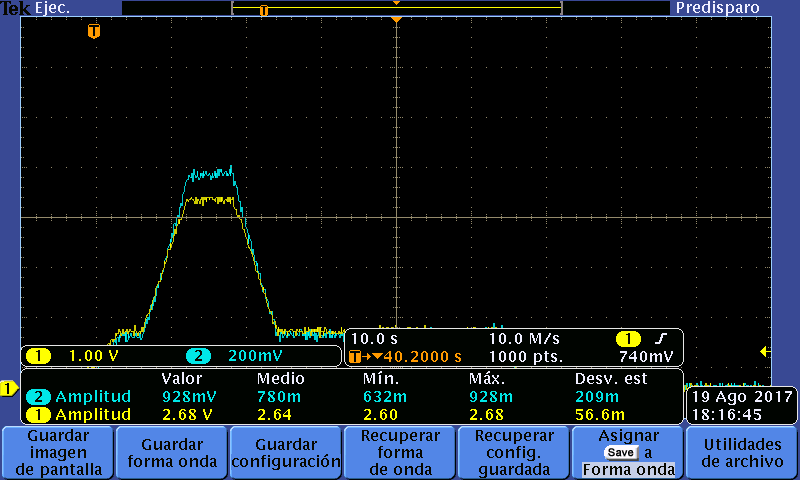 Tek Ejec. Predisparo
T
T
1 1.00 V 2 200mV
10.0 s 10.0 M/s 1
T→▼40.2000 s 1000 pts. 740mV
Valor Medio Mín. Máx. Desv. est
2 Amplitud 928mV 780m 632m 928m 209m
1 Amplitud 2.68 V 2.64 2.60 2.68 56.6m
1
19 Ago 2017
18:16:45
Guardar
imagen
de pantalla
Guardar
forma onda
Guardar
configuración
Recuperar
forma
de onda
Recuperar
config.
guardada
Asignar
Save a
Forma onda
Utilidades
de archivo